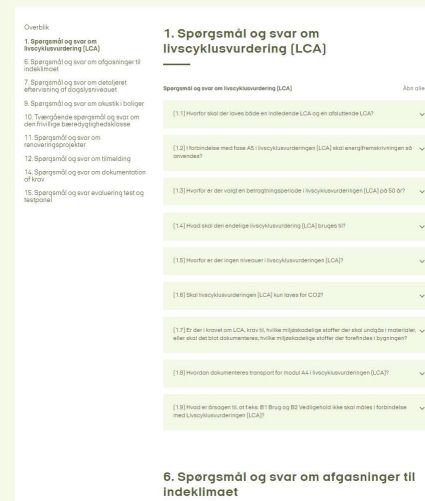 Overblik
1. Spørgsmål og svar om
livscyklusvurdering (LCA)
6. Spørgsmål og svar om afgasninger til
indeklimaet
7. Spørgsmål og svar om detaljeret
eftervisning af dagslysniveauet
9. Spørgsmål og svar om akustik i boliger
10. Tværgående spørgsmål og svar om
den frivillige bæredygtighedsklasse
11. Spørgsmål og svar om
renoveringsprojekter
12. Spørgsmål og svar om tilmelding
14. Spørgsmål og svar om dokumentation
af krav
15. Spørgsmål og svar evaluering test og
testpanel
1. Spørgsmål og svar om
livscyklusvurdering (LCA)
Spørgsmål og svar om livscyklusvurdering (LCA)
Åbn alle
[1.1] Hvorfor skal der laves både en indledende LCA og en afsluttende LCA?
[1.2] I forbindelse med fase A5 i livscyklusvurderingen (LCA) skal energiforskrivningen så
anvendes?
[1.3] Hvorfor er der valgt en betragtningsperiode i livscyklusvurderingen (LCA) på 50 år?
[1.4] Hvad skal den endelige livscyklusvurdering (LCA) bruges til?
[1.5] Hvorfor er der ingen niveauer i livscyklusvurderingen (LCA)?
[1.6] Skal livscyklusvurderingen (LCA) kun laves for CO2?
[1.7] Er der i kravet om LCA, krav til, hvilke miljøskadelige stoffer der skal undgås i materialer,
eller skal det blot dokumenteres, hvilke miljøskadelige stoffer der forefindes i bygningen?
[1.8] Hvordan dokumenteres transport for modul A4 i livscyklusvurderingen (LCA)?
[1.9] Hvad er årsagen til, at f.eks. B1 Brug og B2 Vedligehold ikke skal måles i forbindelse
med Livscyklusvurderingen (LCA)?
6. Spørgsmål og svar om afgasninger til
indeklimaet